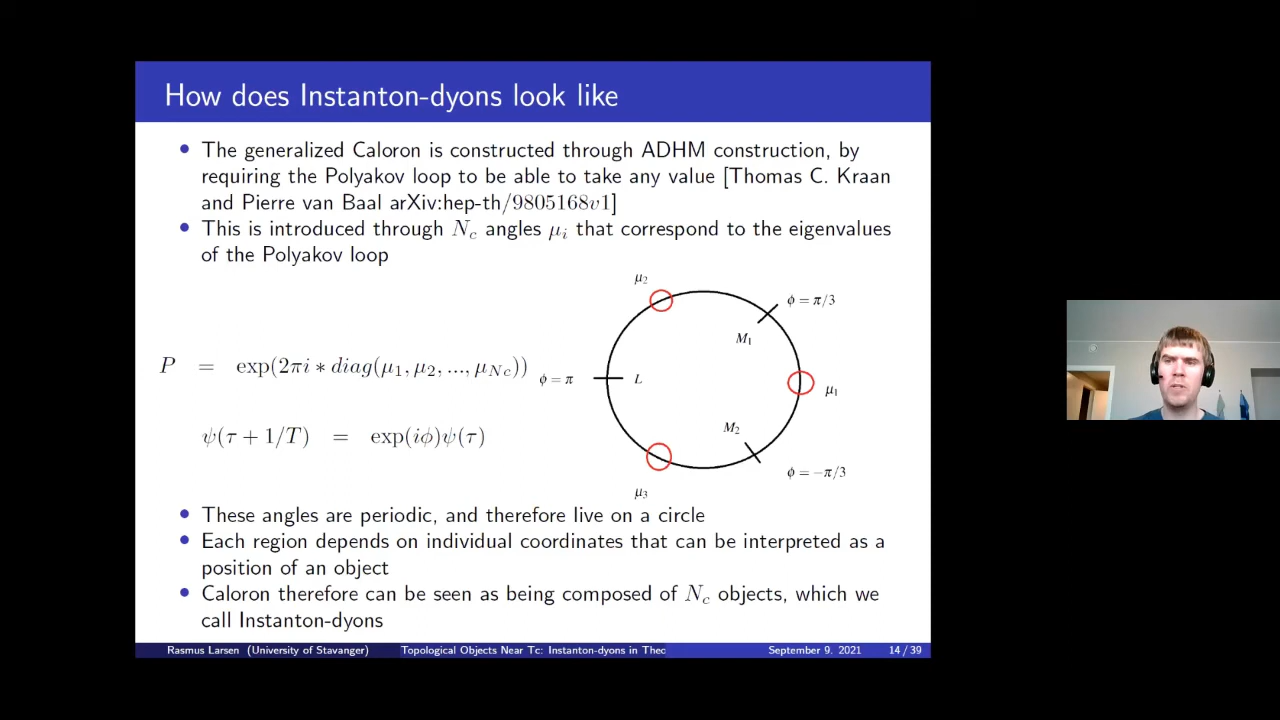 How does Instanton-dyons look like
• The generalized Caloron is constructed through ADHM construction, by
requiring the Polyakov loop to be able to take any value [Thomas C. Kraan
and Pierre van Baal arXiv:hep-th/9805168v1]
• This is introduced through N_c angles μ_i that correspond to the eigenvalues
of the Polyakov loop
P = exp(2πi ∗ diag(μ_1, μ_2, ..., μ_{Nc}))
ψ(τ + 1/T) = exp(iϕ)ψ(τ)
μ_2
ϕ = π/3
M_1
ϕ = π
L
μ_1
M_2
ϕ = −π/3
μ_3
• These angles are periodic, and therefore live on a circle
• Each region depends on individual coordinates that can be interpreted as a
position of an object
• Caloron therefore can be seen as being composed of N_c objects, which we
call Instanton-dyons
Rasmus Larsen (University of Stavanger) Topological Objects Near Tc: Instanton-dyons in Theo September 9. 2021 14 / 39